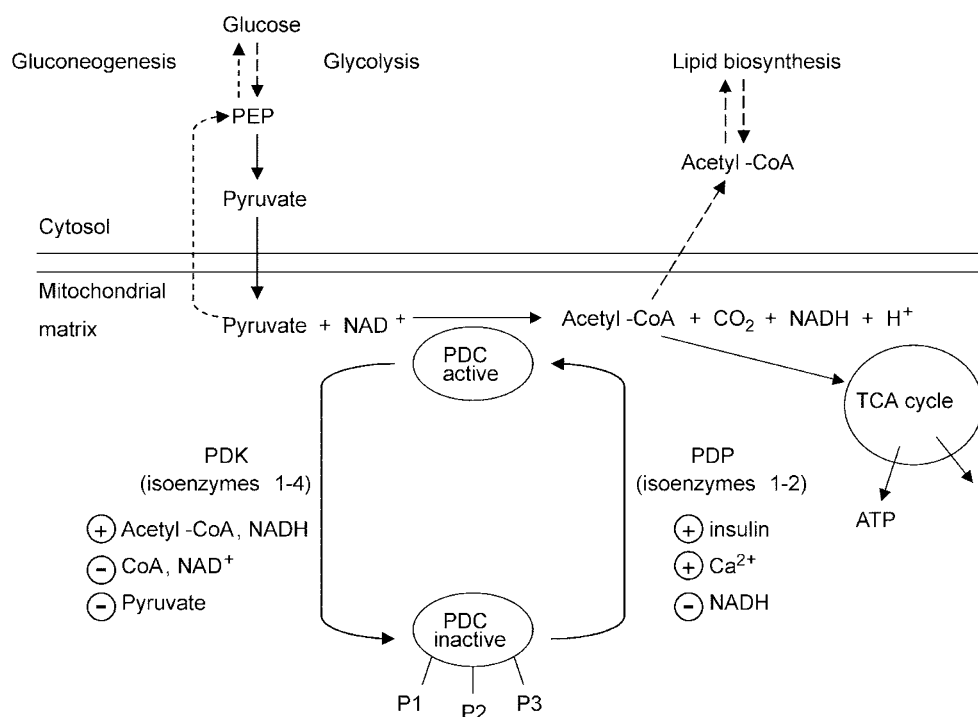 Glucose
Gluconeogenesis
Glycolysis
Lipid biosynthesis
PEP
Acetyl -CoA
Pyruvate
Cytosol
Mitochondrial
matrix
Pyruvate + NAD +
Acetyl -CoA + CO2 + NADH + H+
PDC
active
TCA cycle
PDK
(isoenzymes 1-4)
PDP
(isoenzymes 1-2)
ATP
+ Acetyl -CoA, NADH
− CoA, NAD+
− Pyruvate
+ insulin
+ Ca2+
− NADH
PDC
inactive
P1
P2
P3